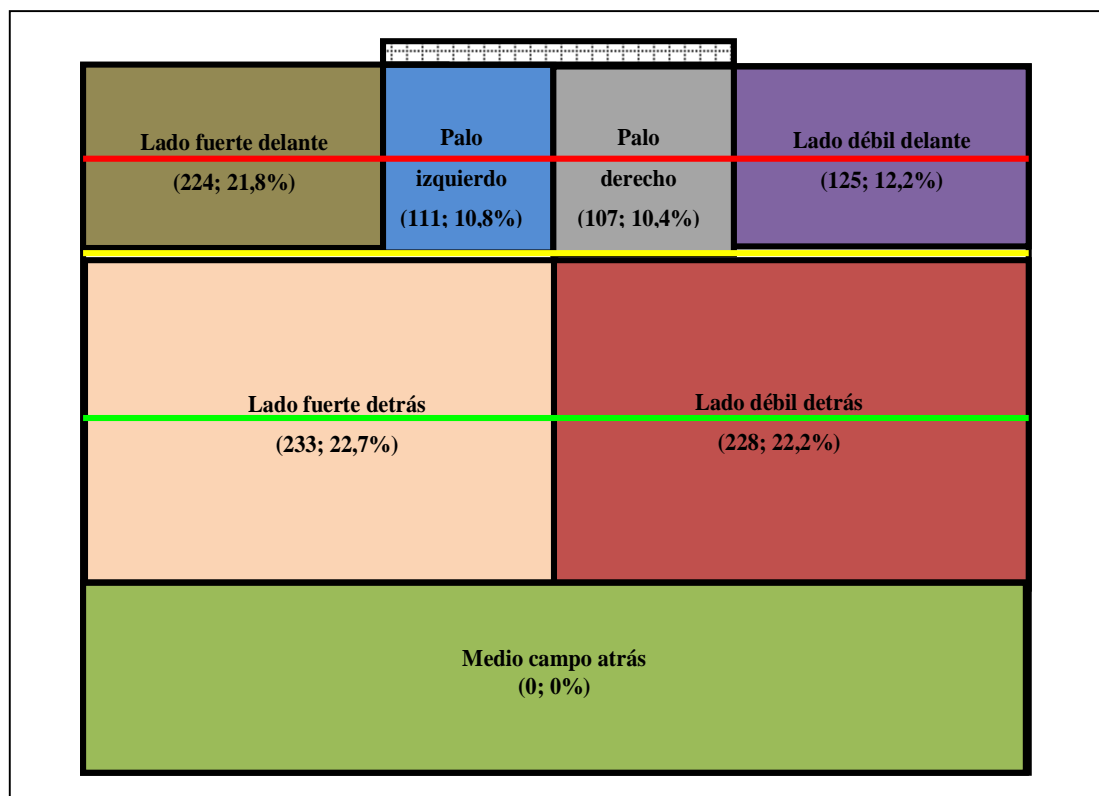 Lado fuerte delante
(224; 21,8%)
Palo
izquierdo
(111; 10,8%)
Palo
derecho
(107; 10,4%)
Lado débil delante
(125; 12,2%)
Lado fuerte detrás
(233; 22,7%)
Lado débil detrás
(228; 22,2%)
Medio campo atrás
(0; 0%)